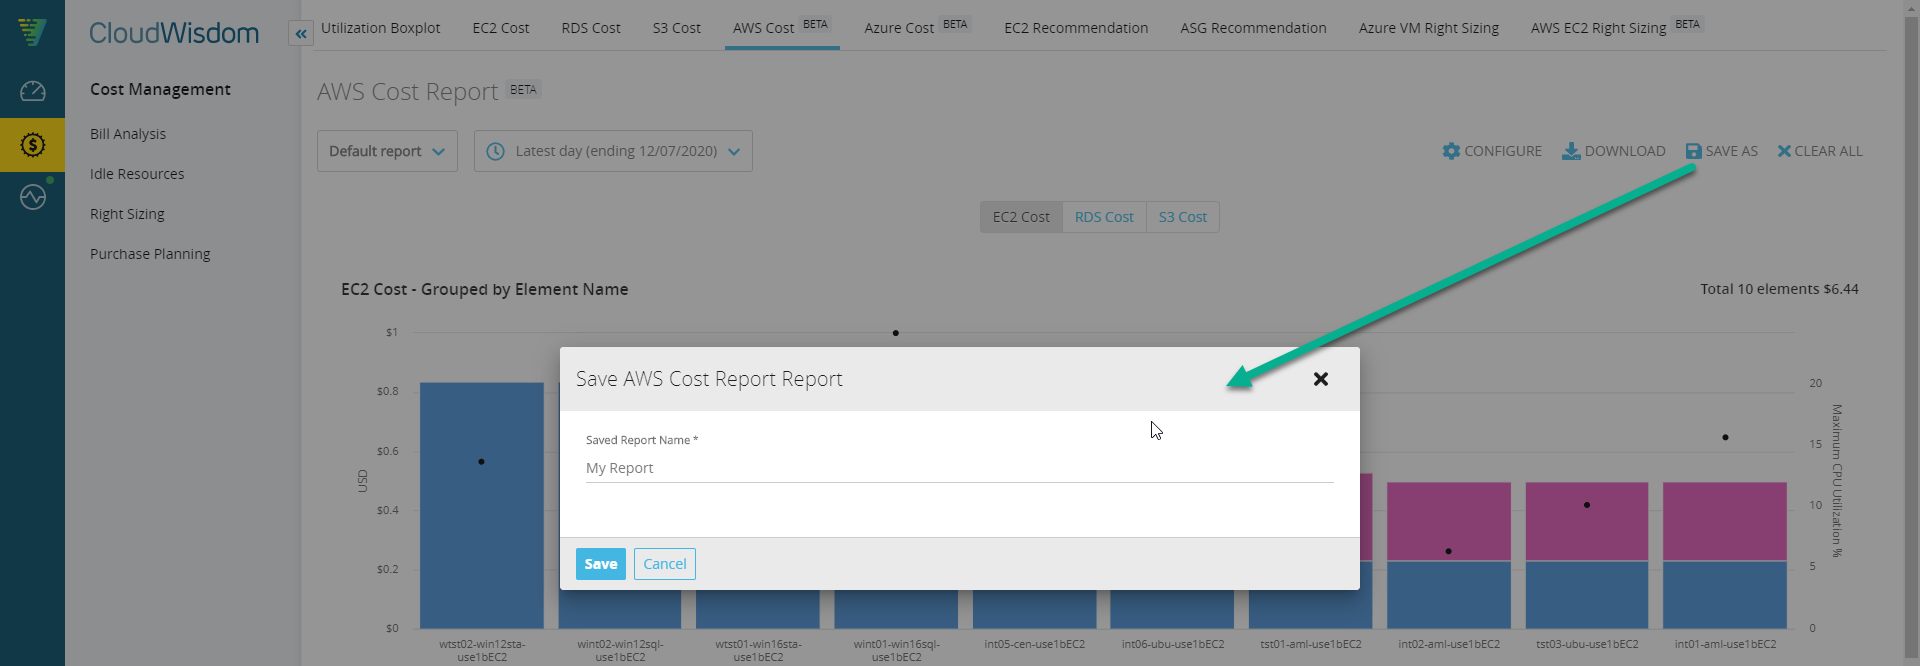 CloudWisdom
Cost Management
Bill Analysis
Idle Resources
Right Sizing
Purchase Planning
Utilization Boxplot EC2 Cost RDS Cost S3 Cost AWS Cost BETA Azure Cost BETA EC2 Recommendation ASG Recommendation Azure VM Right Sizing AWS EC2 Right Sizing BETA
AWS Cost Report BETA
Default report Latest day (ending 12/07/2020) CONFIGURE DOWNLOAD SAVE AS CLEAR ALL
EC2 Cost RDS Cost S3 Cost
EC2 Cost - Grouped by Element Name Total 10 elements $6.44
$1
$0.8
$0.6
$0.4
$0.2
$0
USD
Save AWS Cost Report Report
Saved Report Name *
My Report
Save Cancel
20
15
10
5
0
Maximum CPU Utilization %
wtst02-win12sta-
use1bEC2
wint02-win12sql-
use1bEC2
wtst01-win16sta-
use1bEC2
wint01-win16sql-
use1bEC2
int05-cen-use1bEC2
int06-ubu-use1bEC2
tst01-aml-use1bEC2
int02-aml-use1bEC2
tst03-ubu-use1bEC2
int01-aml-use1bEC2